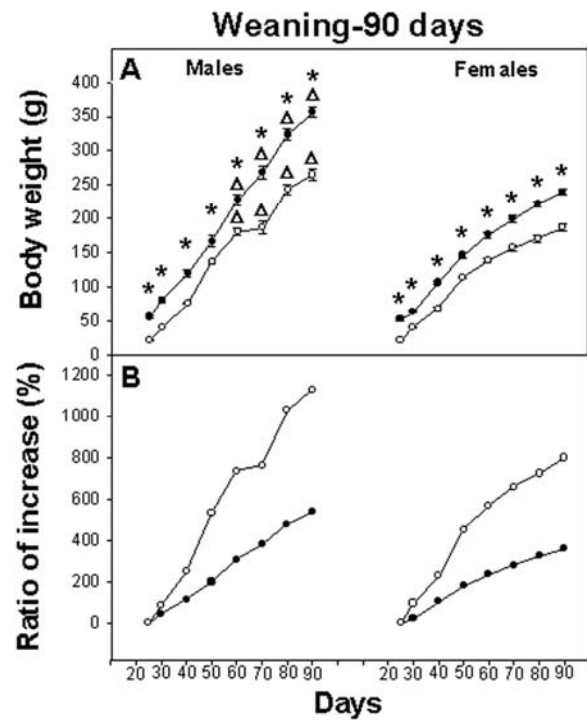 Weaning-90 days
A
Males
Females
Body weight (g)
400
350
300
250
200
150
100
50
0
* * * * * * * *
Δ Δ Δ Δ
Δ Δ Δ Δ
* * * * * * * *
B
Ratio of increase (%)
1200
1000
800
600
400
200
0
20 30 40 50 60 70 80 90
20 30 40 50 60 70 80 90
Days